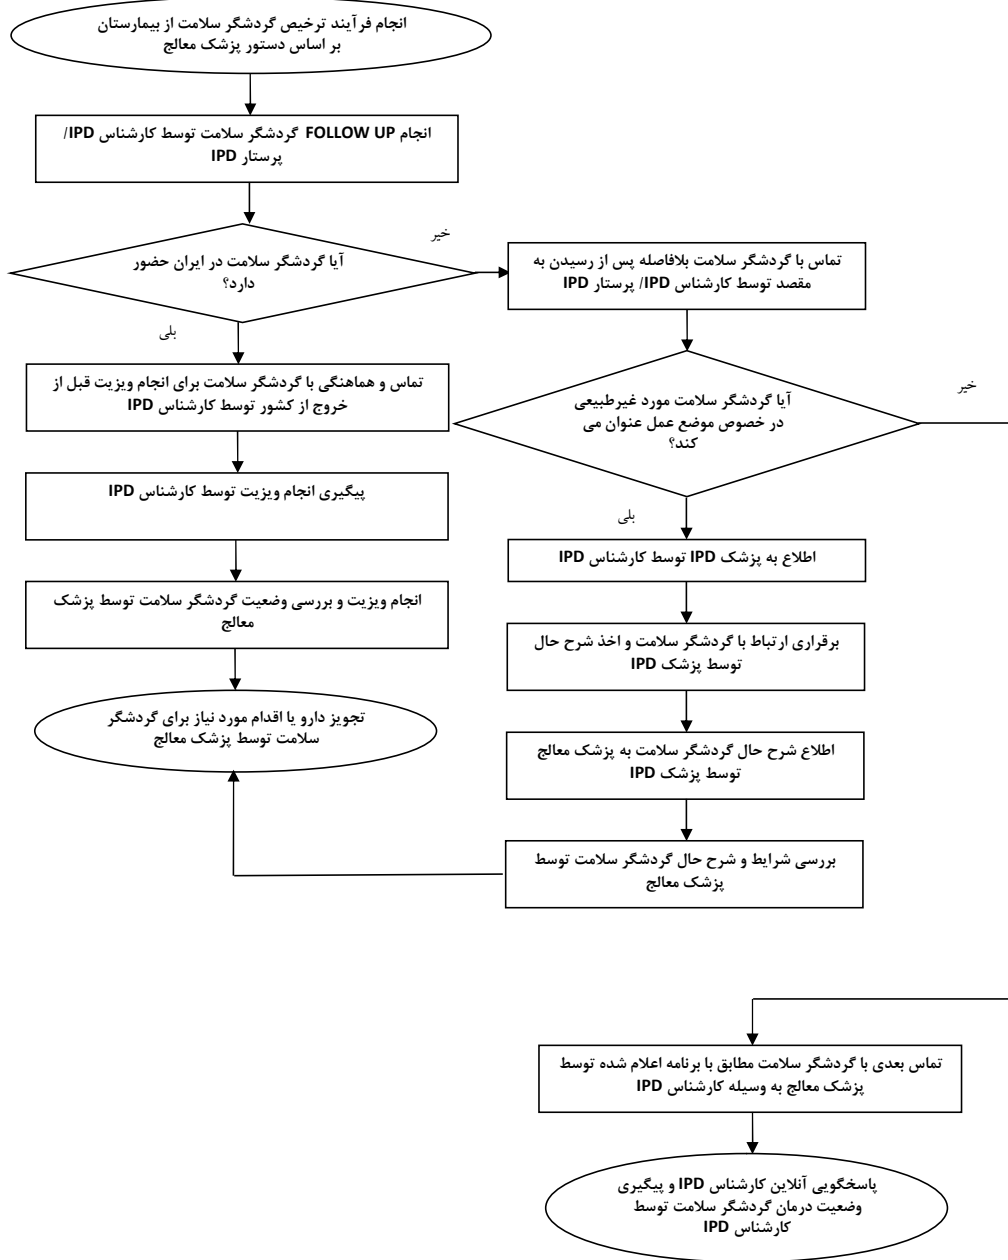 انجام فرآیند ترخیص گردشگر سلامت از بیمارستان
بر اساس دستور پزشک معالج
انجام FOLLOW UP گردشگر سلامت توسط کارشناس IPD/
پرستار IPD
خیر
آیا گردشگر سلامت در ایران حضور
دارد؟
تماس با گردشگر سلامت بلافاصله پس از رسیدن به
مقصد توسط کارشناس IPD/ پرستار IPD
بلی
تماس و هماهنگی با گردشگر سلامت برای انجام ویزیت قبل از
خروج از کشور توسط کارشناس IPD
خیر
آیا گردشگر سلامت مورد غیرطبیعی
در خصوص موضع عمل عنوان می
کند؟
پیگیری انجام ویزیت توسط کارشناس IPD
بلی
اطلاع به پزشک IPD توسط کارشناس IPD
انجام ویزیت و بررسی وضعیت گردشگر سلامت توسط پزشک
معالج
برقراری ارتباط با گردشگر سلامت و اخذ شرح حال
توسط پزشک IPD
تجویز دارو یا اقدام مورد نیاز برای گردشگر
سلامت توسط پزشک معالج
اطلاع شرح حال گردشگر سلامت به پزشک معالج
توسط پزشک IPD
بررسی شرایط و شرح حال گردشگر سلامت توسط
پزشک معالج
تماس بعدی با گردشگر سلامت مطابق با برنامه اعلام شده توسط
پزشک معالج به وسیله کارشناس IPD
پاسخگویی آنلاین کارشناس IPD و پیگیری
وضعیت درمان گردشگر سلامت توسط
کارشناس IPD